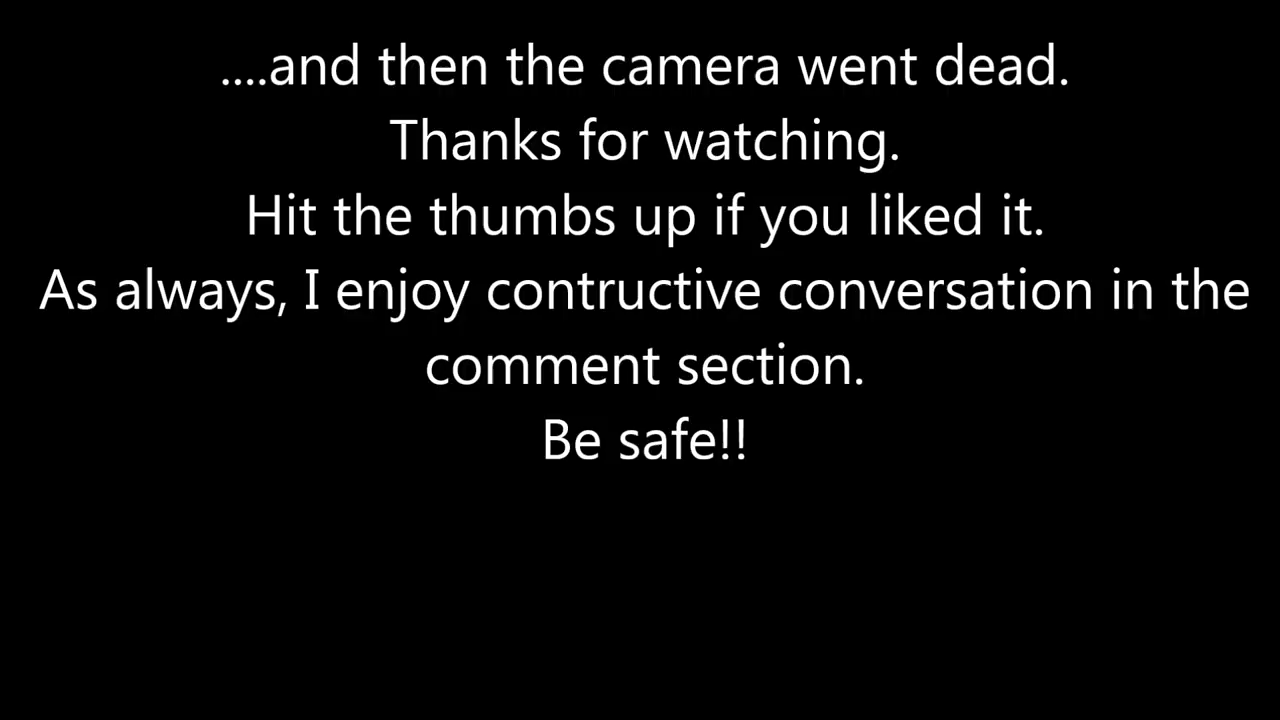 ....and then the camera went dead.
Thanks for watching.
Hit the thumbs up if you liked it.
As always, I enjoy contructive conversation in the
comment section.
Be safe!!